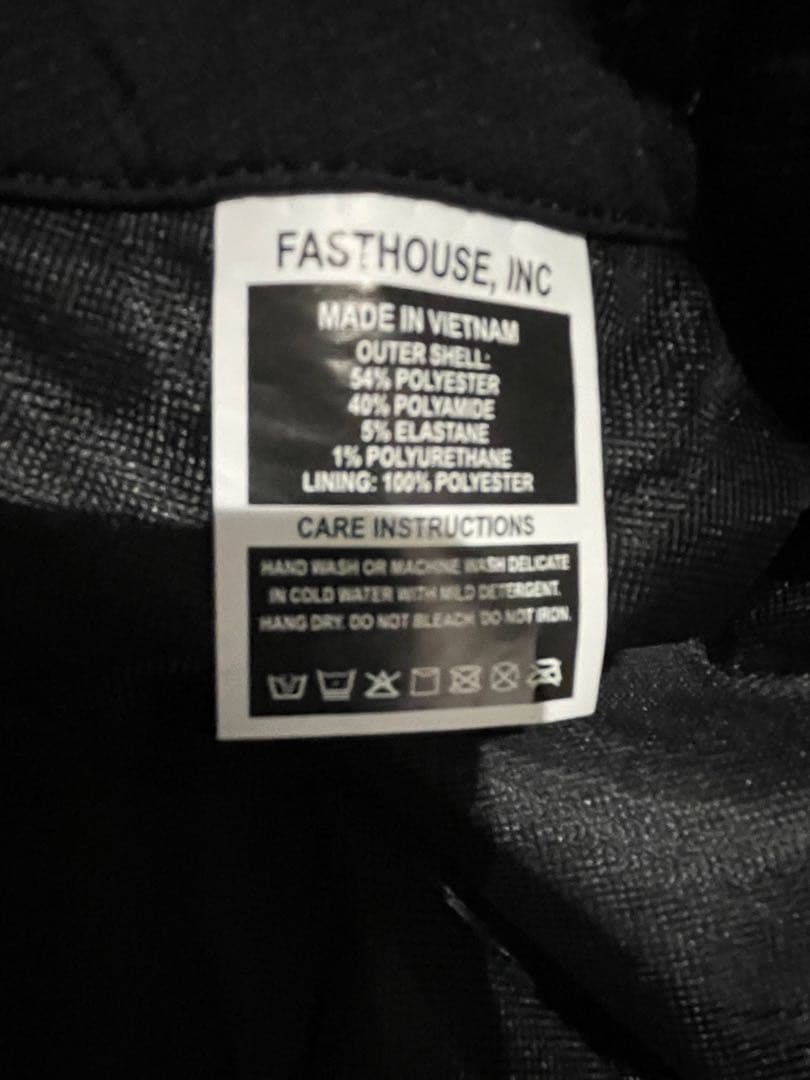 FASTHOUSE, INC
MADE IN VIETNAM
OUTER SHELL:
54% POLYESTER
40% POLYAMIDE
5% ELASTANE
1% POLYURETHANE
LINING: 100% POLYESTER
CARE INSTRUCTIONS
HAND WASH OR MACHINE WASH DELICATE
IN COLD WATER WITH MILD DETERGENT.
HANG DRY. DO NOT BLEACH. DO NOT IRON.